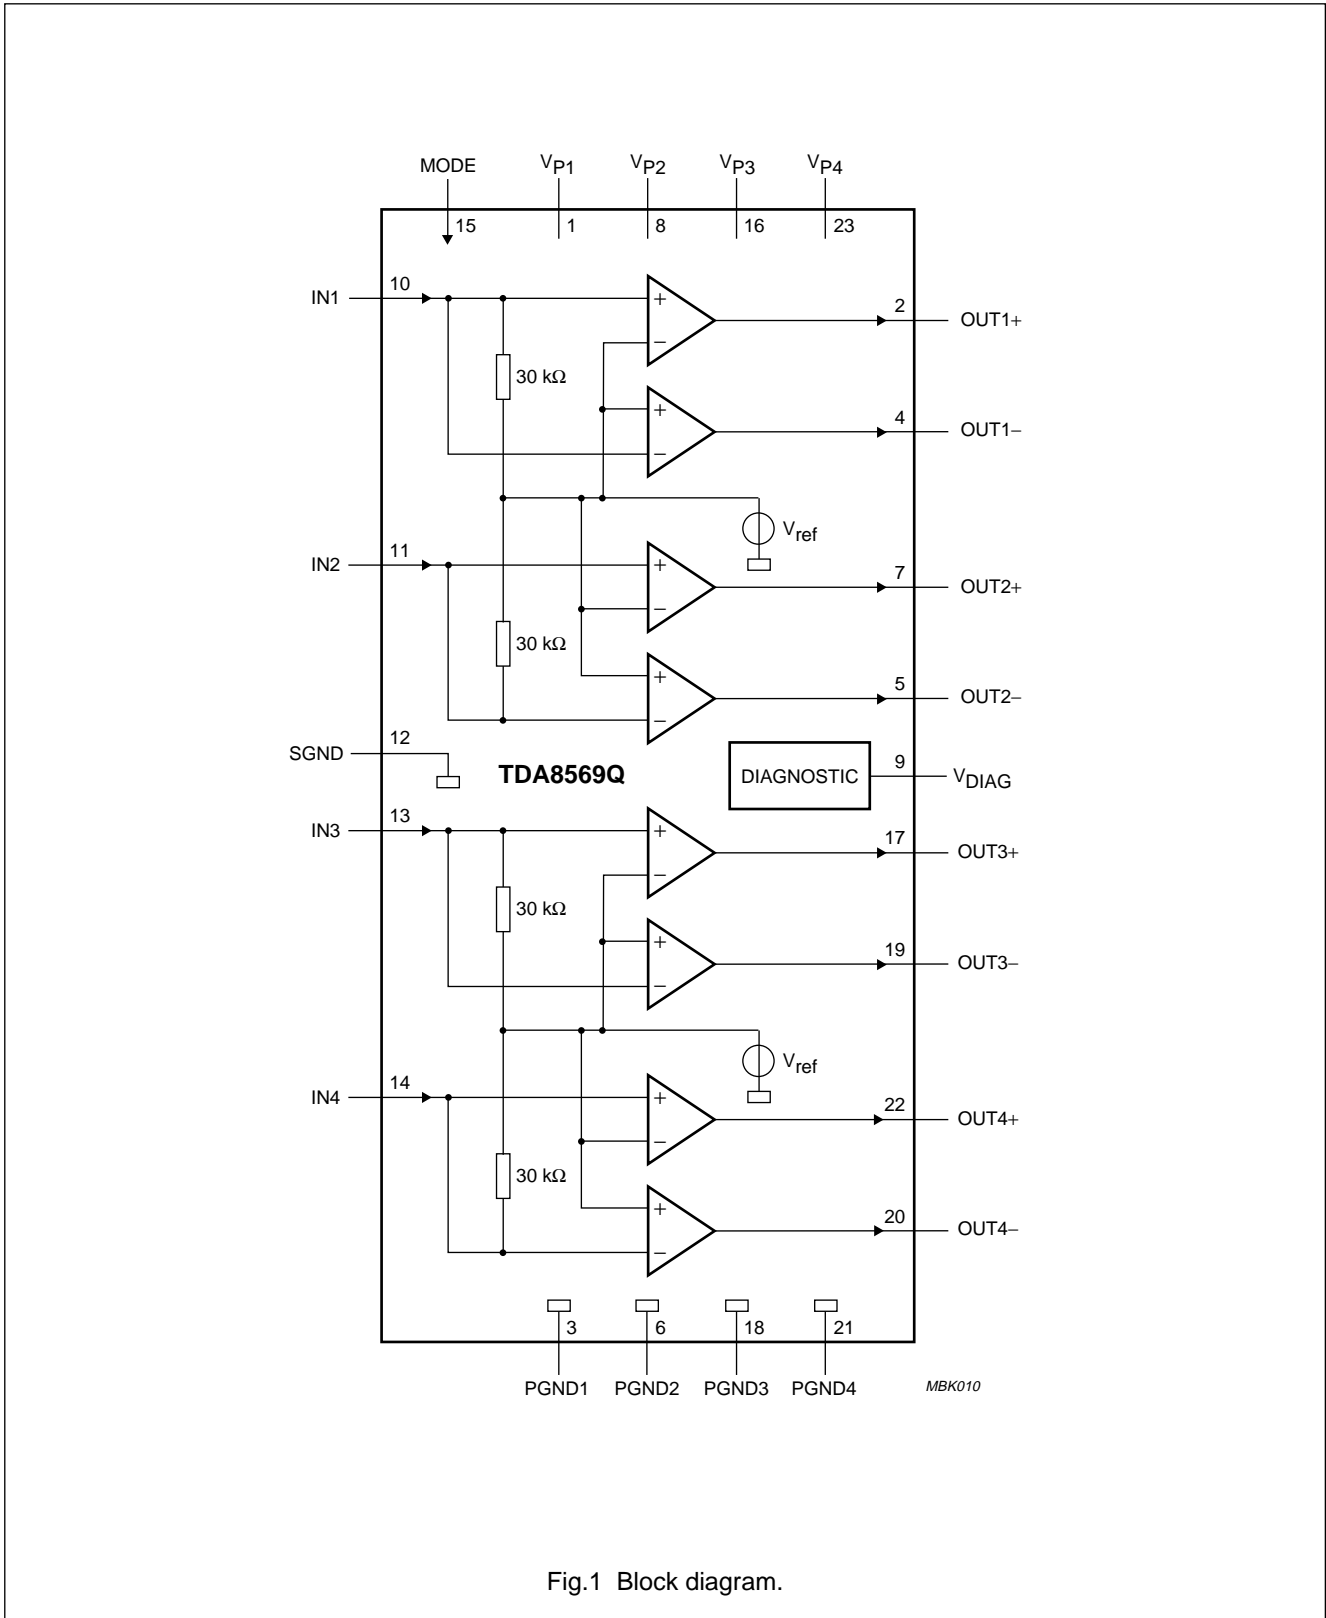 MODE VP1 VP2 VP3 VP4
15 1 8 16 23
IN1 10 + 2 OUT1+
−
30 kΩ
+ 4 OUT1−
−
Vref
IN2 11 + 7 OUT2+
−
30 kΩ
+ 5 OUT2−
−
SGND 12
TDA8569Q DIAGNOSTIC 9 VDIAG
IN3 13 + 17 OUT3+
−
30 kΩ
+ 19 OUT3−
−
Vref
IN4 14 + 22 OUT4+
−
30 kΩ
+ 20 OUT4−
−
3 6 18 21
PGND1 PGND2 PGND3 PGND4 MBK010
Fig.1 Block diagram.